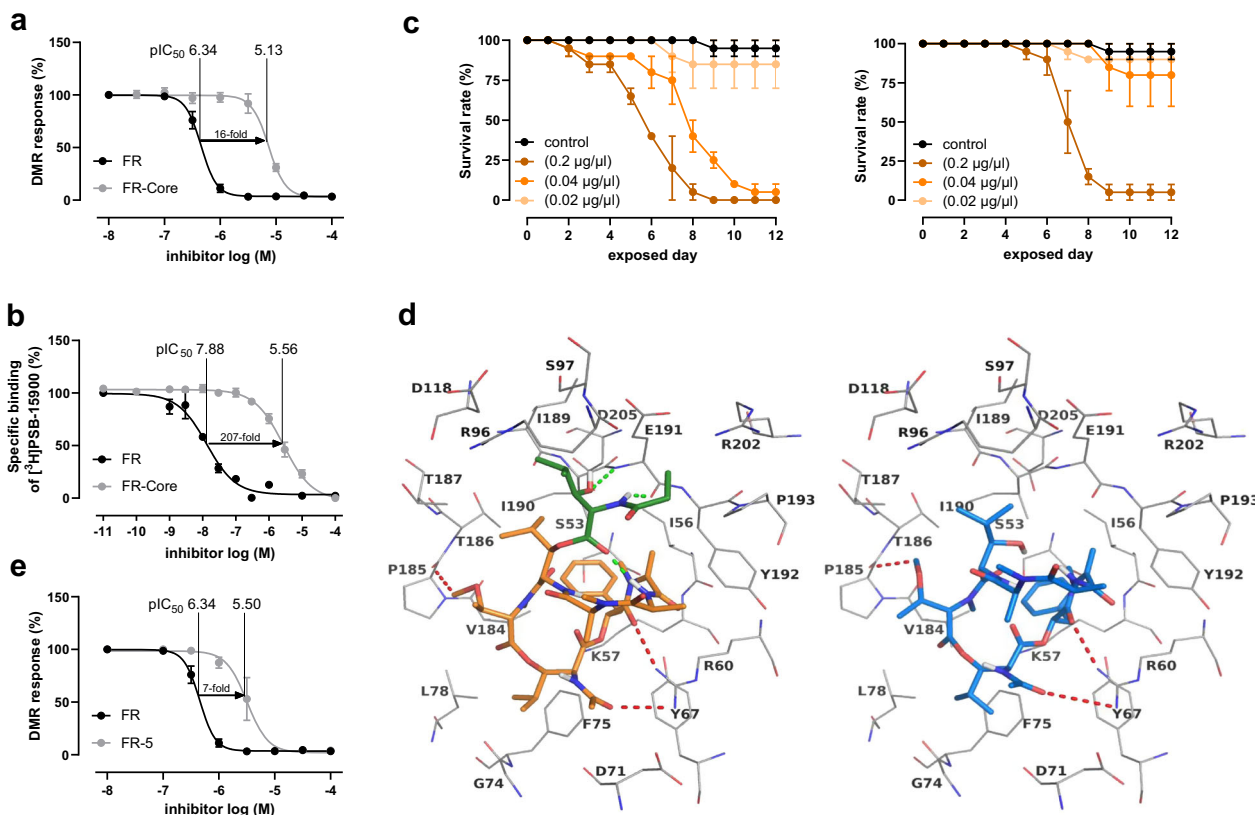 a
pIC50 6.34 5.13
DMR response (%)
150
100
50
0
16-fold
FR
FR-Core
-8 -7 -6 -5 -4
inhibitor log (M)
b
pIC50 7.88 5.56
Specific binding
of [3H]PSB-15900 (%)
150
100
50
0
207-fold
FR
FR-Core
-11 -10 -9 -8 -7 -6 -5 -4
inhibitor log (M)
e
pIC50 6.34 5.50
DMR response (%)
150
100
50
0
7-fold
FR
FR-5
-8 -7 -6 -5 -4
inhibitor log (M)
c
Survival rate (%)
100
75
50
25
0
control
(0.2 µg/µl)
(0.04 µg/µl)
(0.02 µg/µl)
0 2 4 6 8 10 12
exposed day
Survival rate (%)
100
75
50
25
0
control
(0.2 µg/µl)
(0.04 µg/µl)
(0.02 µg/µl)
0 2 4 6 8 10 12
exposed day
d
S97
D118
I189
D205
R96
E191
R202
T187
I190
P193
S53
I56
T186
P185
Y192
V184
K57
R60
L78
Y67
F75
G74
D71
S97
D118
I189
D205
R96
E191
R202
T187
I190
P193
S53
I56
T186
P185
Y192
V184
K57
R60
L78
Y67
F75
G74
D71